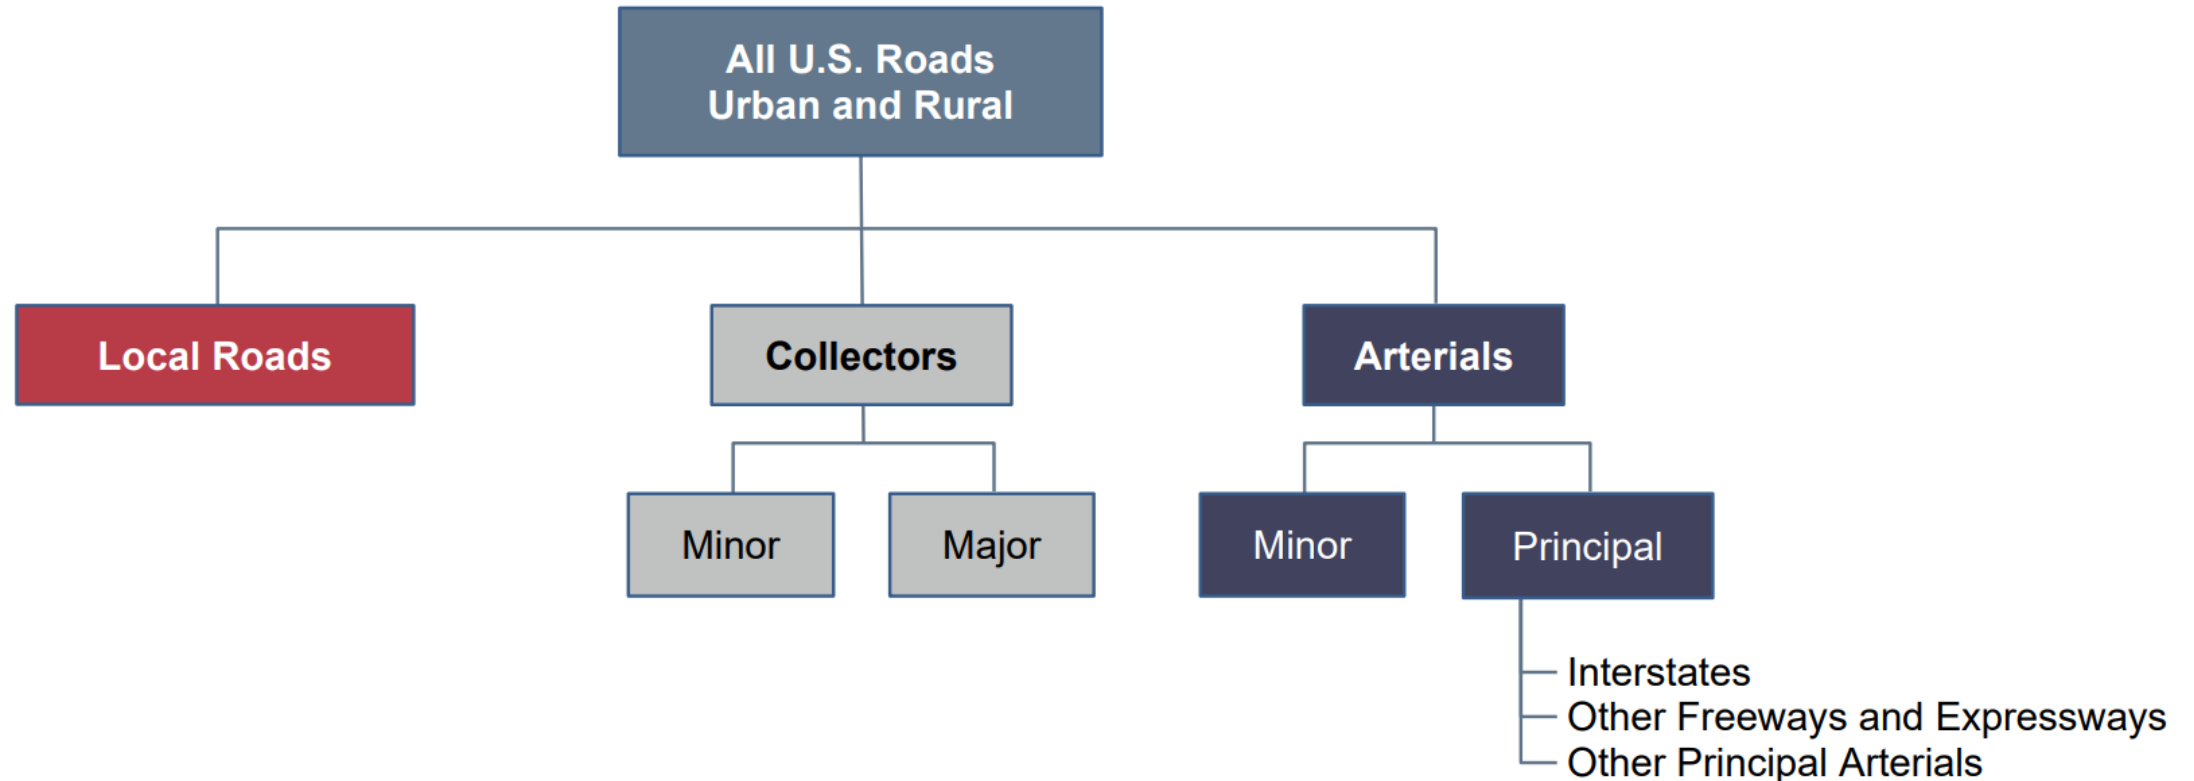 All U.S. Roads
Urban and Rural
Local Roads
Collectors
Arterials
Minor
Major
Minor
Principal
Interstates
Other Freeways and Expressways
Other Principal Arterials